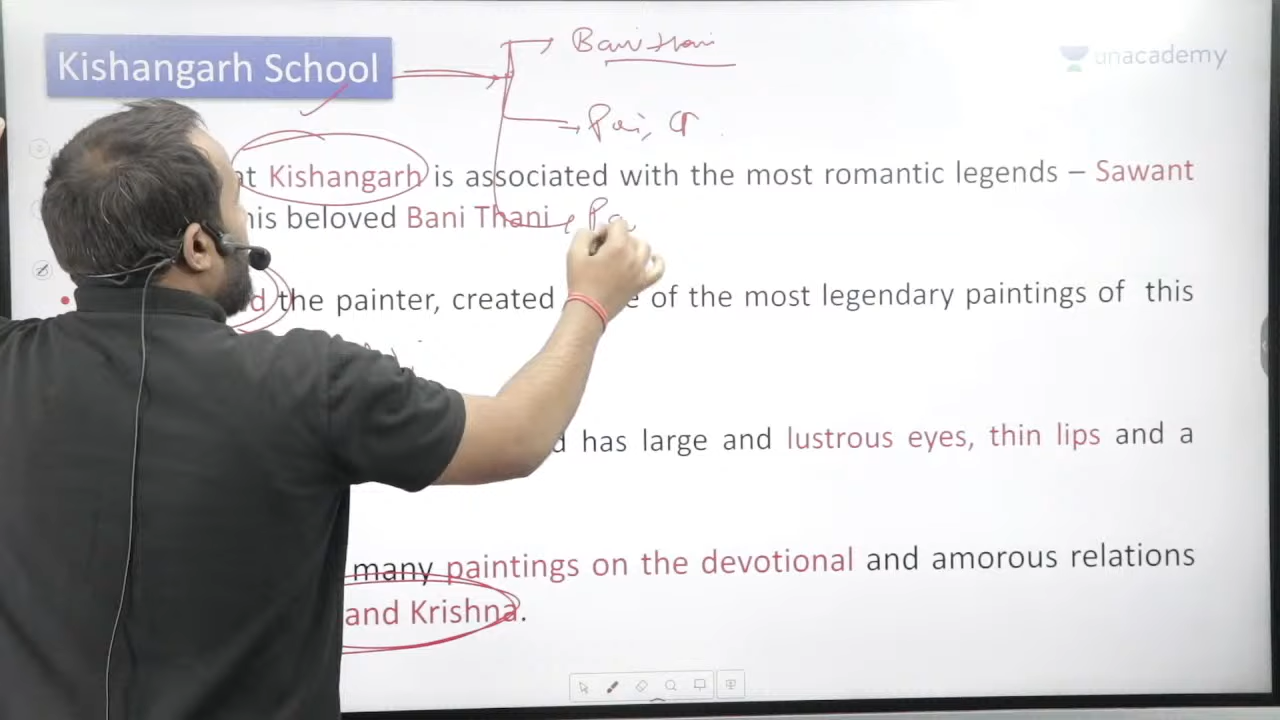 Kishangarh School
Bani thani
unacademy
at Kishangarh is associated with the most romantic legends – Sawant
his beloved Bani Thani
the painter, created of the most legendary paintings of this
has large and lustrous eyes, thin lips and a
many paintings on the devotional and amorous relations
and Krishna.